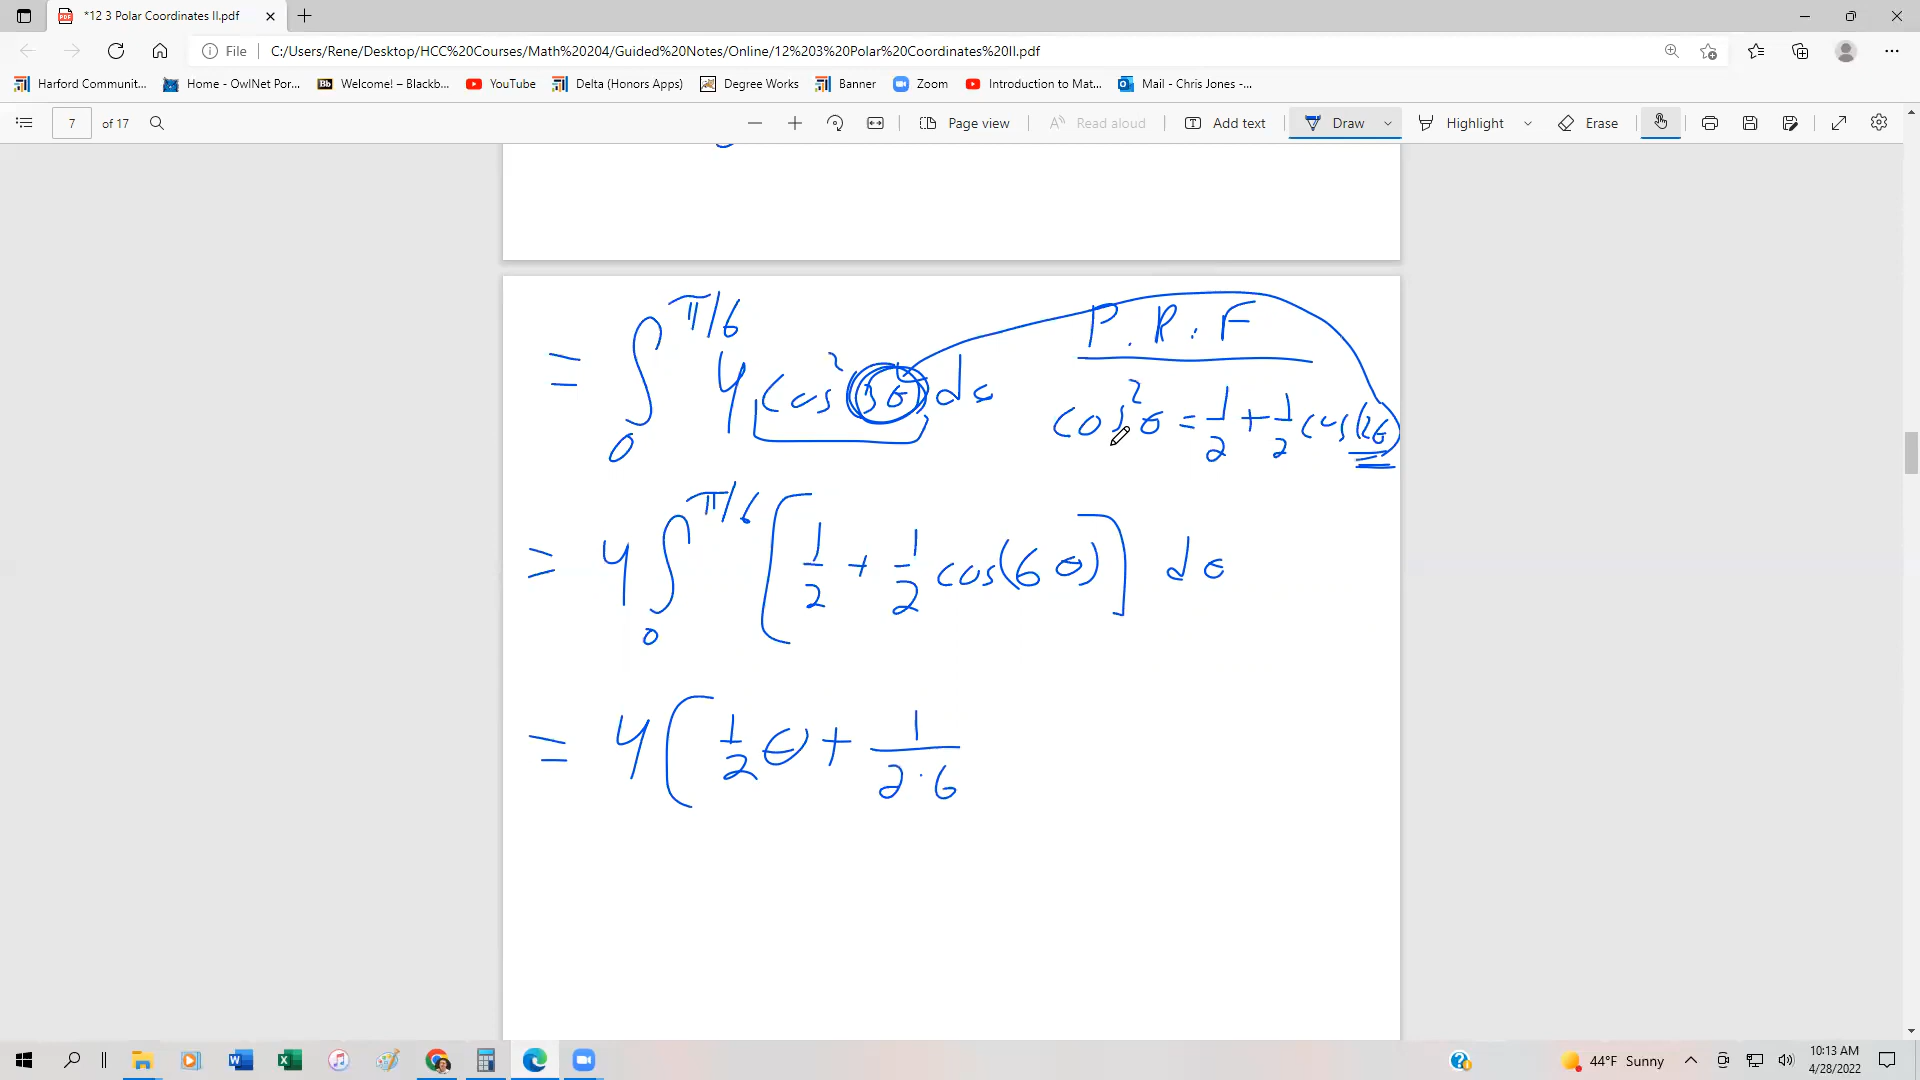 *12 3 Polar Coordinates II.pdf
File C:/Users/Rene/Desktop/HCC%20Courses/Math%20204/Guided%20Notes/Online/12%203%20Polar%20Coordinates%20II.pdf
Harford Communit... Home - OwlNet Por... Bb Welcome! – Blackb... YouTube Delta (Honors Apps) Degree Works Banner Zoom Introduction to Mat... Mail - Chris Jones -...
7 of 17 Page view Read aloud Add text Draw Highlight Erase
P.R.F
= ∫₀^{π/6} 4 cos²(3θ) dθ
cos²θ = 1/2 + 1/2 cos(2θ)
= 4 ∫₀^{π/6} [1/2 + 1/2 cos(6θ)] dθ
= 4 [1/2 θ + 1/(2·6)
44°F Sunny 10:13 AM
4/28/2022